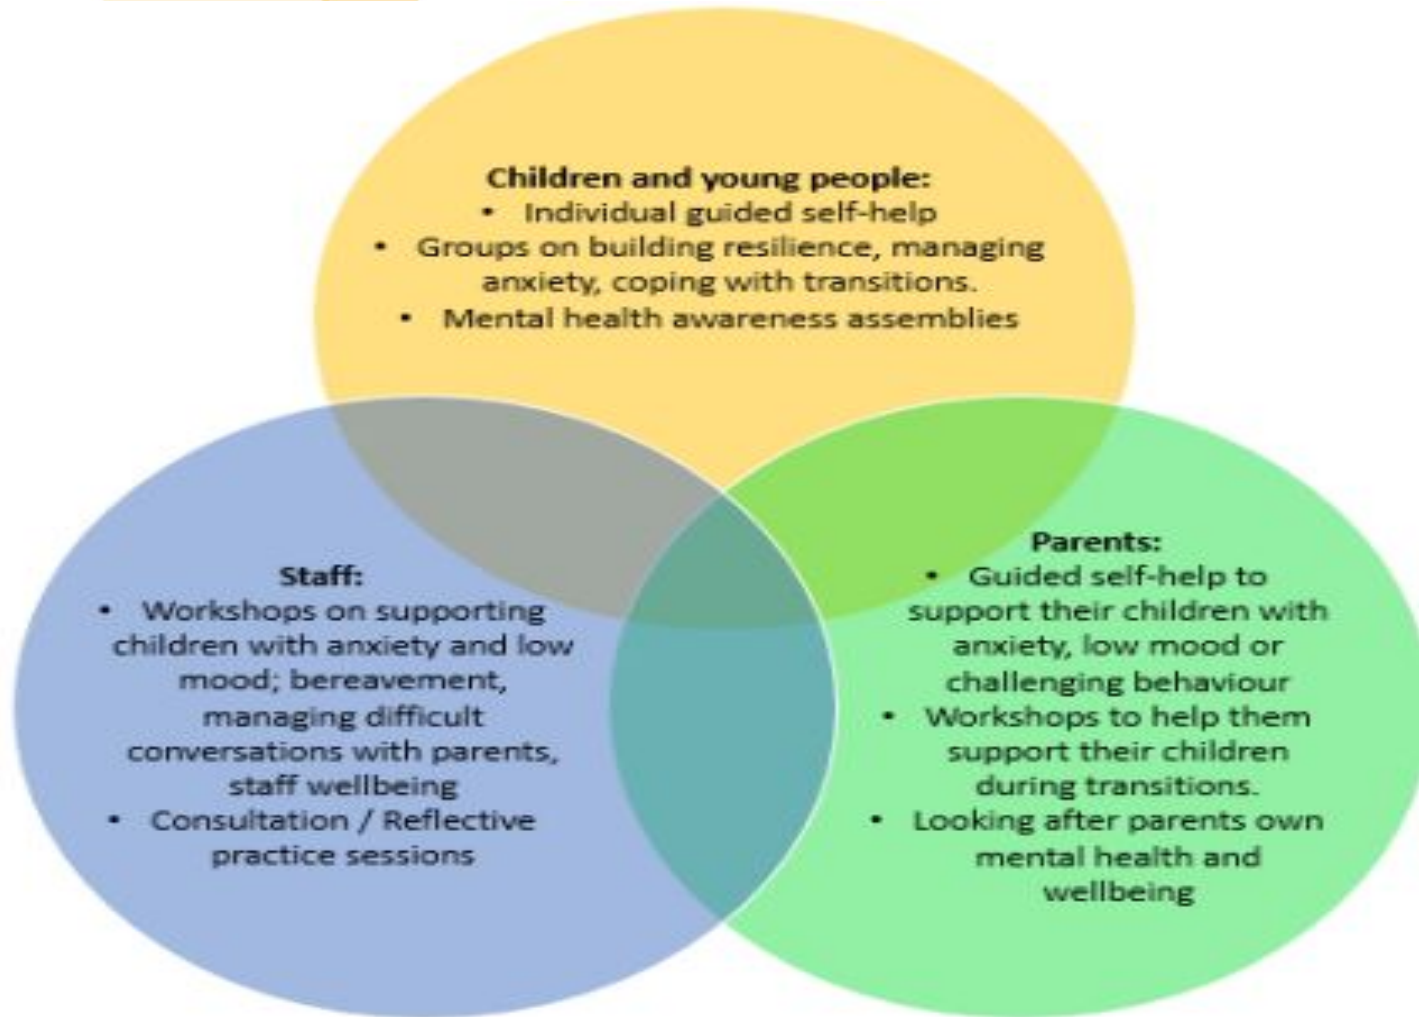 Children and young people:
• Individual guided self-help
• Groups on building resilience, managing
anxiety, coping with transitions.
• Mental health awareness assemblies
Staff:
• Workshops on supporting
children with anxiety and low
mood; bereavement,
managing difficult
conversations with parents,
staff wellbeing
• Consultation / Reflective
practice sessions
Parents:
• Guided self-help to
support their children with
anxiety, low mood or
challenging behaviour
• Workshops to help them
support their children
during transitions.
• Looking after parents own
mental health and
wellbeing